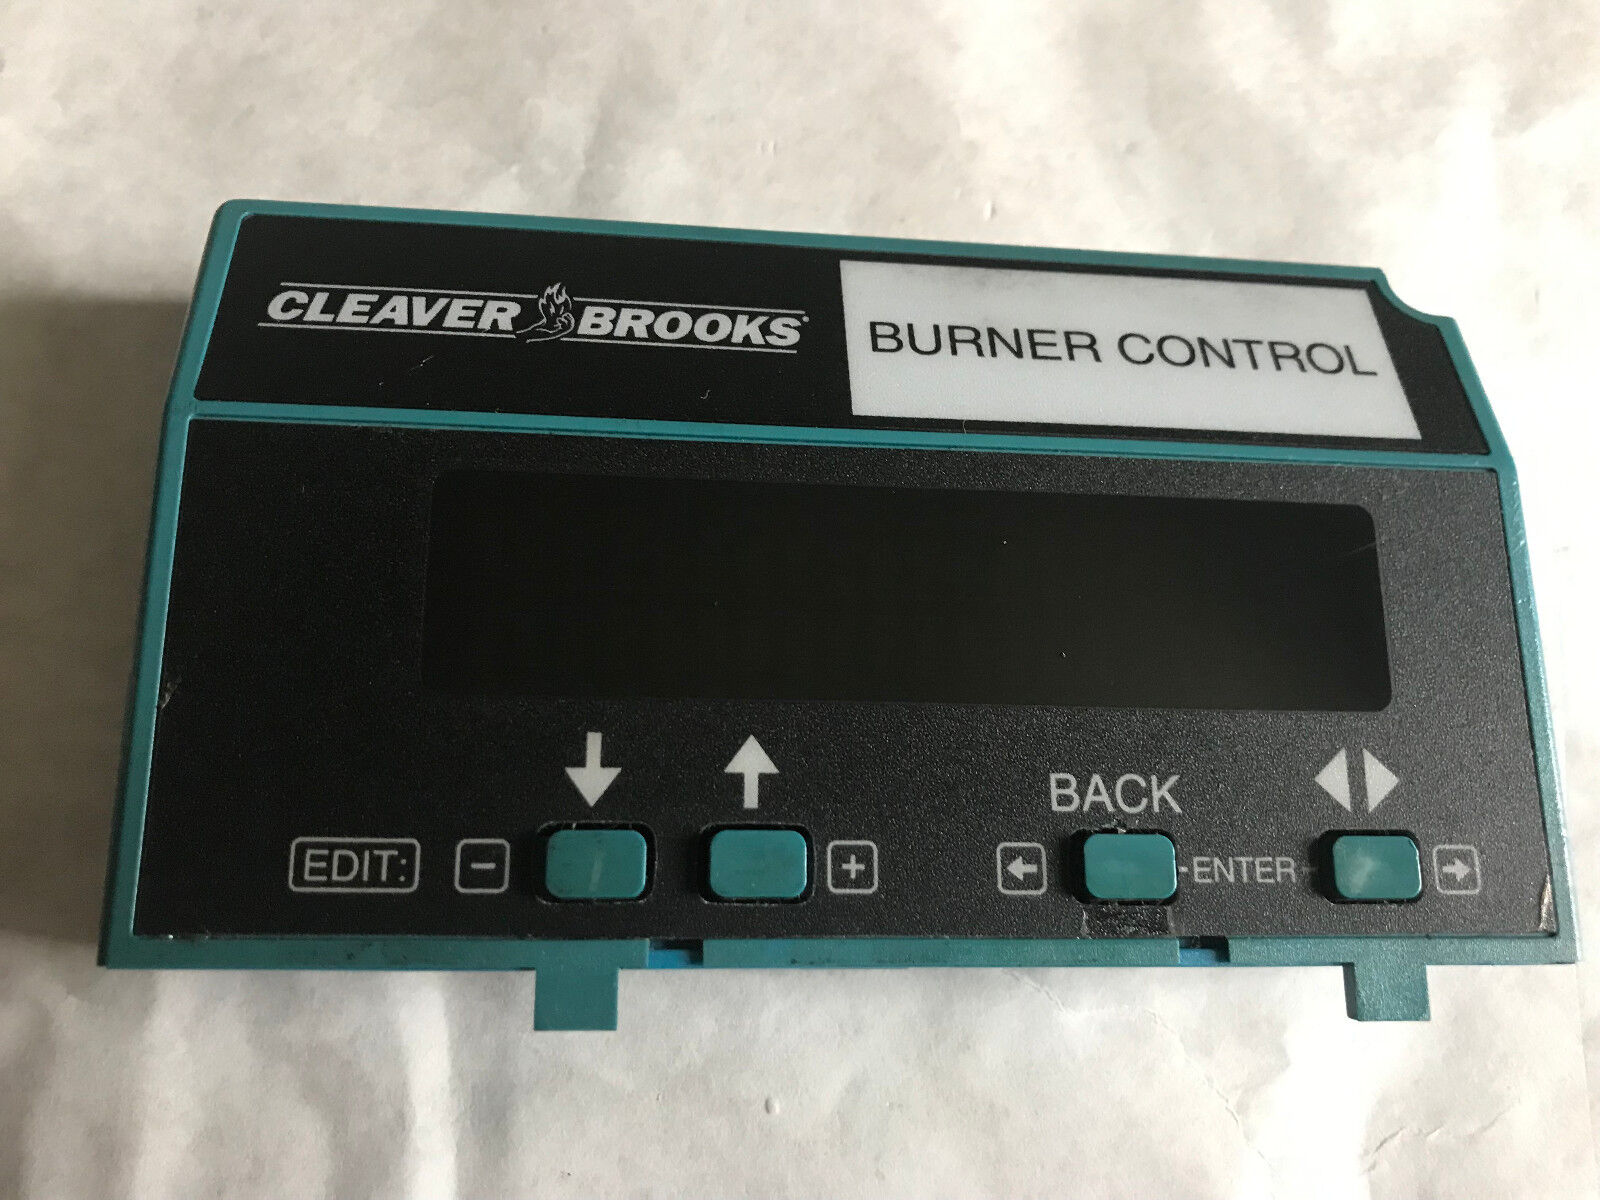 CLEAVER BROOKS
BURNER CONTROL
BACK
EDIT: - + ENTER